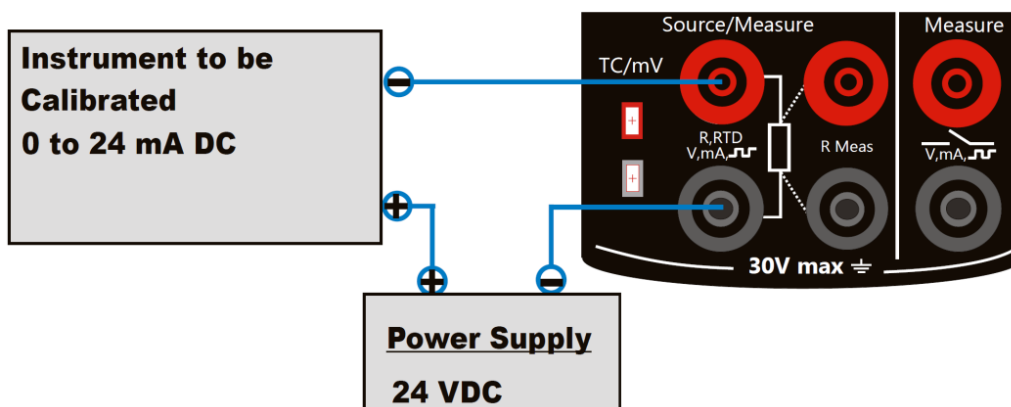 Instrument to be
Calibrated
0 to 24 mA DC
Source/Measure
Measure
TC/mV
R,RTD
V,mA,
R Meas
V,mA,
30V max
Power Supply
24 VDC